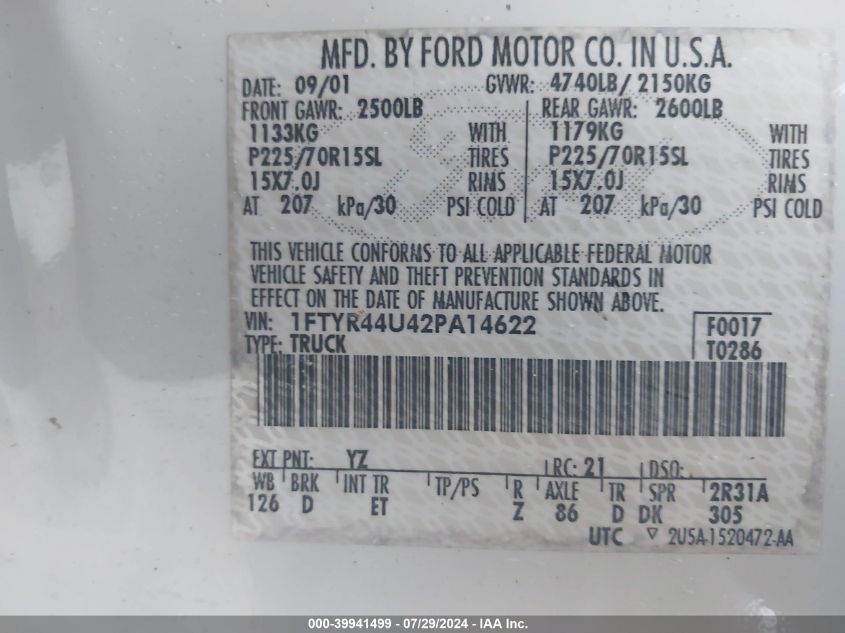 MFD. BY FORD MOTOR CO. IN U.S.A.
DATE: 09/01 GVWR: 4740LB/ 2150KG
FRONT GAWR: 2500LB REAR GAWR: 2600LB
1133KG WITH 1179KG WITH
P225/70R15SL TIRES P225/70R15SL TIRES
15X7.0J RIMS 15X7.0J RIMS
AT 207 kPa/30 PSI COLD AT 207 kPa/30 PSI COLD
THIS VEHICLE CONFORMS TO ALL APPLICABLE FEDERAL MOTOR
VEHICLE SAFETY AND THEFT PREVENTION STANDARDS IN
EFFECT ON THE DATE OF MANUFACTURE SHOWN ABOVE.
VIN: 1FTYR44U42PA14622 F0017
TYPE: TRUCK T0286
EXT PNT: YZ RC: 21 DSO:
WB BRK INT TR TP/PS R AXLE TR SPR 2R31A
126 D ET Z 86 D DK 305
UTC ▽ 2U5A-1520472-AA
000-39941499 - 07/29/2024 - IAA Inc.